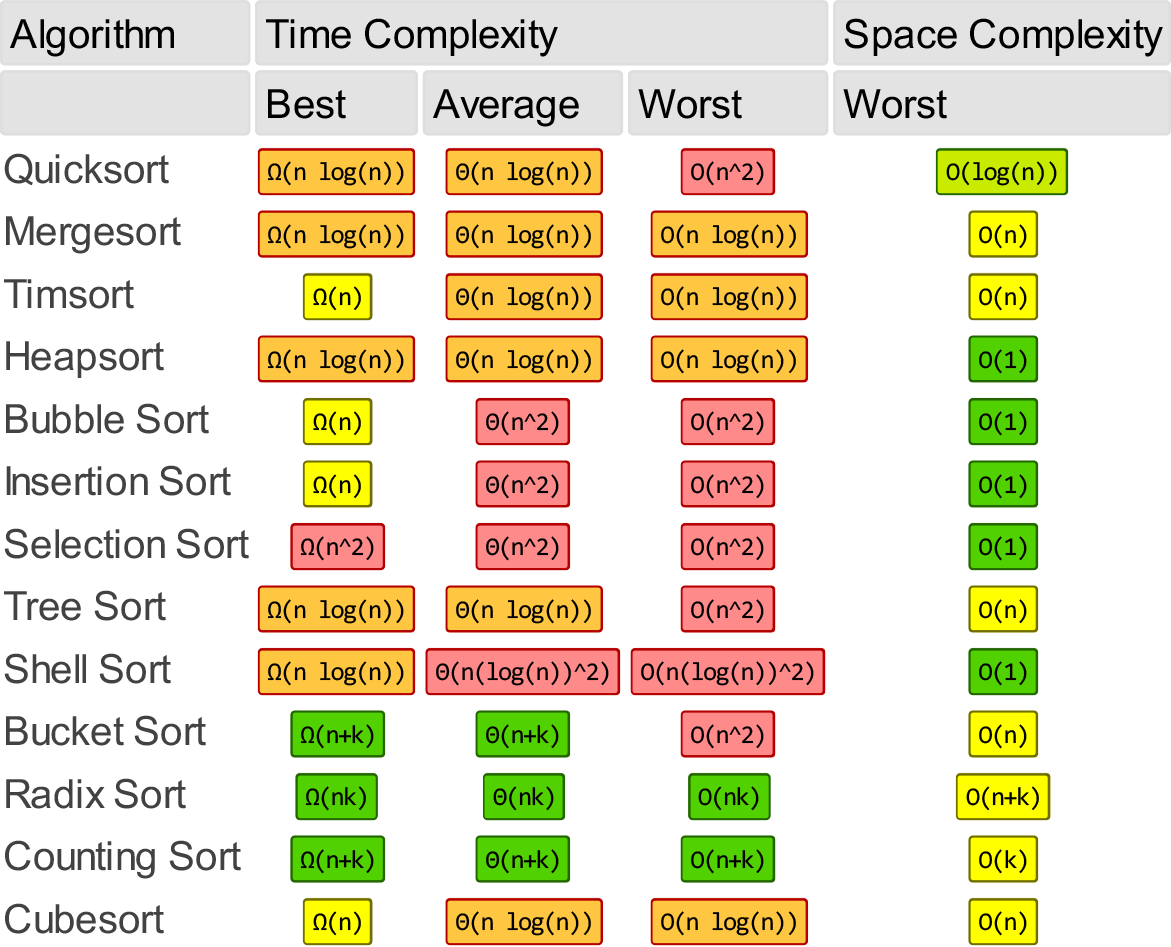 Algorithm Time Complexity Space Complexity
Best Average Worst Worst
Quicksort Ω(n log(n)) Θ(n log(n)) O(n^2) O(log(n))
Mergesort Ω(n log(n)) Θ(n log(n)) O(n log(n)) O(n)
Timsort Ω(n) Θ(n log(n)) O(n log(n)) O(n)
Heapsort Ω(n log(n)) Θ(n log(n)) O(n log(n)) O(1)
Bubble Sort Ω(n) Θ(n^2) O(n^2) O(1)
Insertion Sort Ω(n) Θ(n^2) O(n^2) O(1)
Selection Sort Ω(n^2) Θ(n^2) O(n^2) O(1)
Tree Sort Ω(n log(n)) Θ(n log(n)) O(n^2) O(n)
Shell Sort Ω(n log(n)) Θ(n(log(n))^2) O(n(log(n))^2) O(1)
Bucket Sort Ω(n+k) Θ(n+k) O(n^2) O(n)
Radix Sort Ω(nk) Θ(nk) O(nk) O(n+k)
Counting Sort Ω(n+k) Θ(n+k) O(n+k) O(k)
Cubesort Ω(n) Θ(n log(n)) O(n log(n)) O(n)